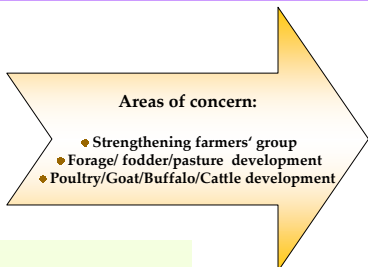 Areas of concern:
• Strengthening farmers‘ group
• Forage/ fodder/pasture development
• Poultry/Goat/Buffalo/Cattle development